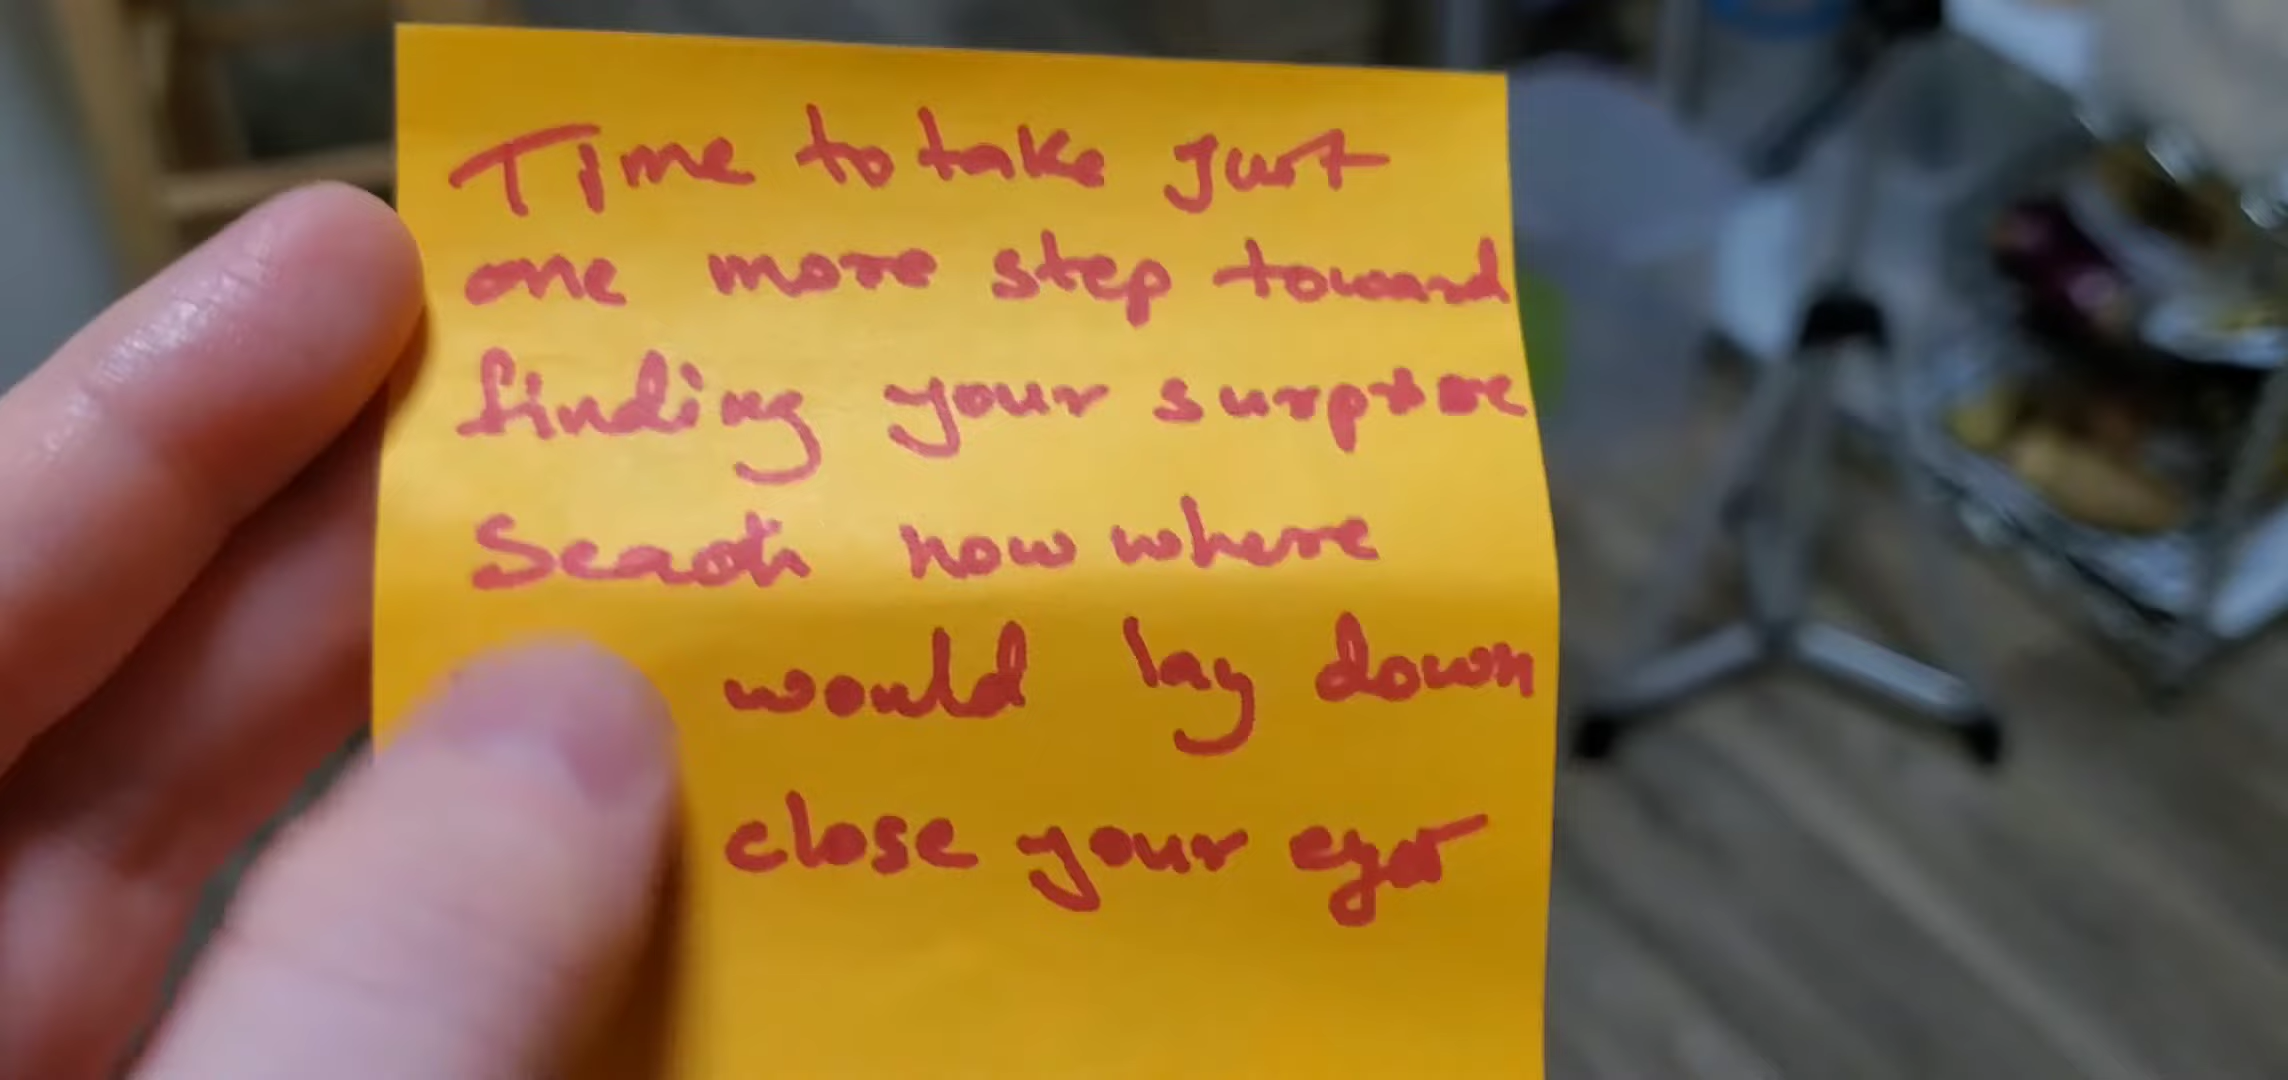 Time to take Just
one more step toward
finding your surprise
Search now where
would lay down
close your eyes